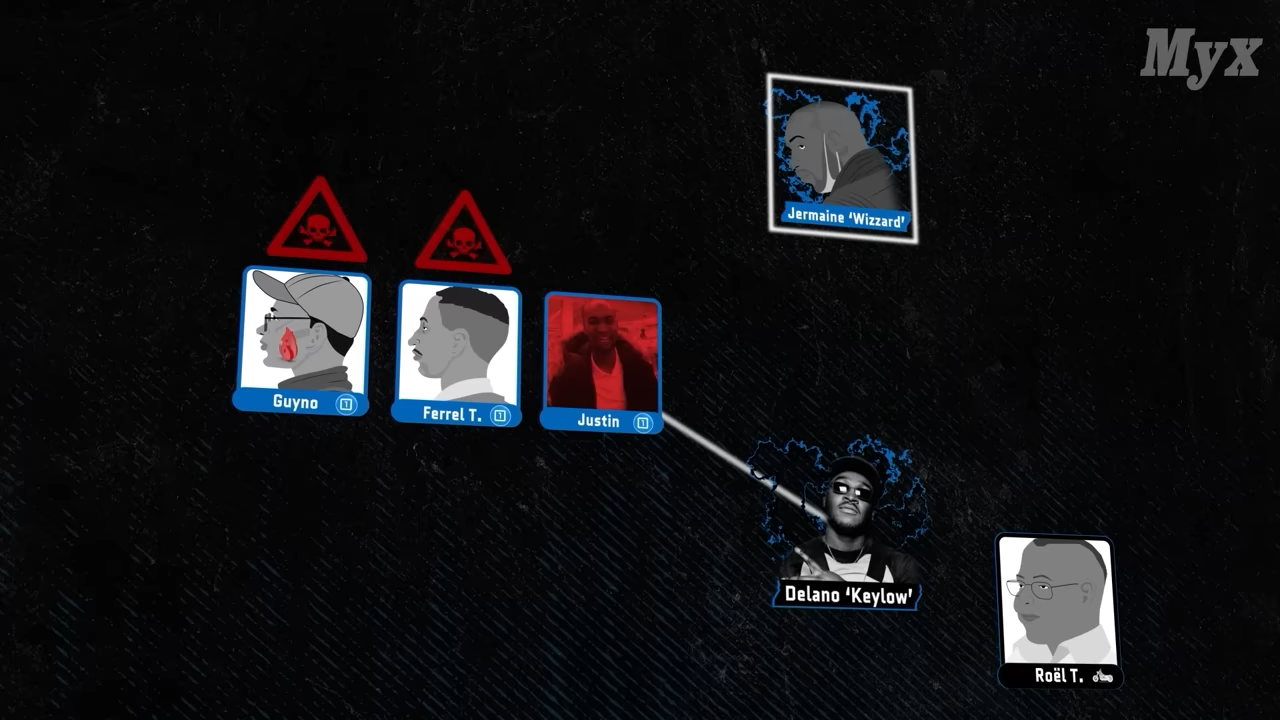 Myx
Jermaine ‘Wizzard’
Guyno
Ferrel T.
Justin
Delano ‘Keylow’
Roël T.